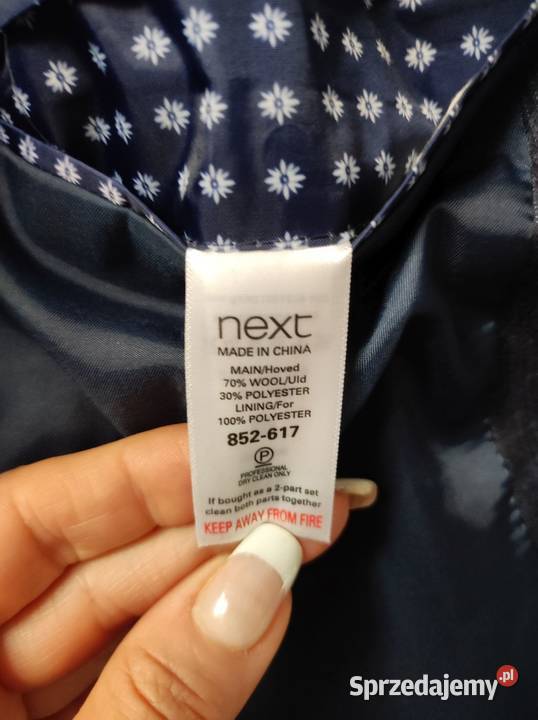 next
MADE IN CHINA
MAIN/Hoved
70% WOOL/Uld
30% POLYESTER
LINING/For
100% POLYESTER
852-617
P
PROFESSIONAL
DRY CLEAN ONLY
If bought as a 2-part set
clean both parts together
KEEP AWAY FROM FIRE
Sprzedajemy.pl